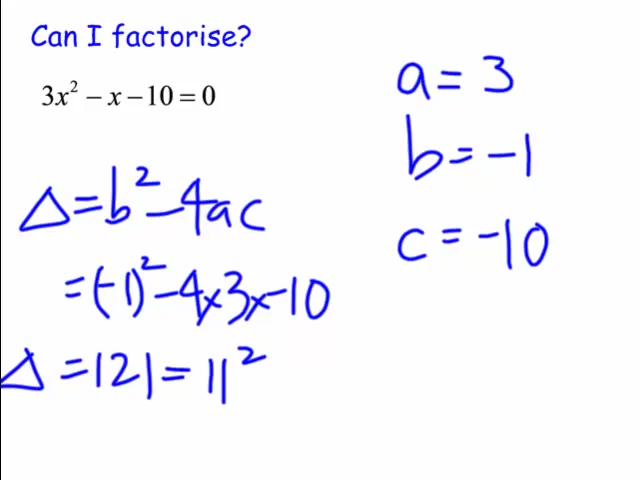 Can I factorise?
3x² − x − 10 = 0
a = 3
b = −1
c = −10
Δ = b² − 4ac
= (−1)² − 4×3×−10
Δ = 121 = 11²